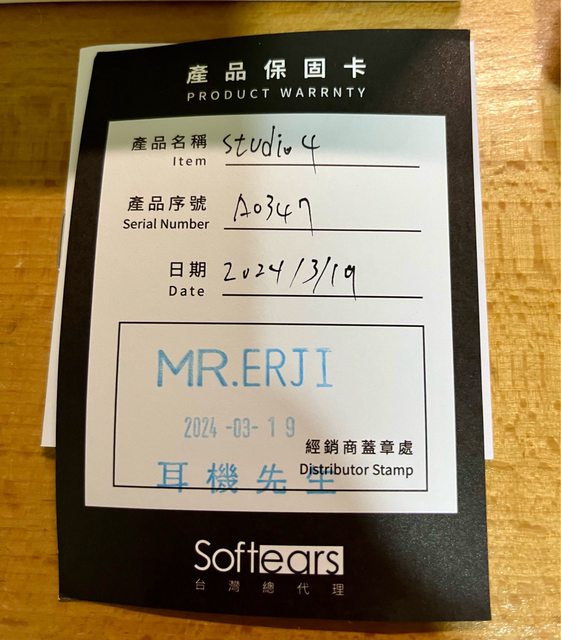 產品保固卡
PRODUCT WARRNTY
產品名稱 studio4
Item
產品序號 A0347
Serial Number
日期 2024/3/19
Date
MR.ERJI
2024-03-19
經銷商蓋章處
Distributor Stamp
耳機先生
Softears
台灣總代理